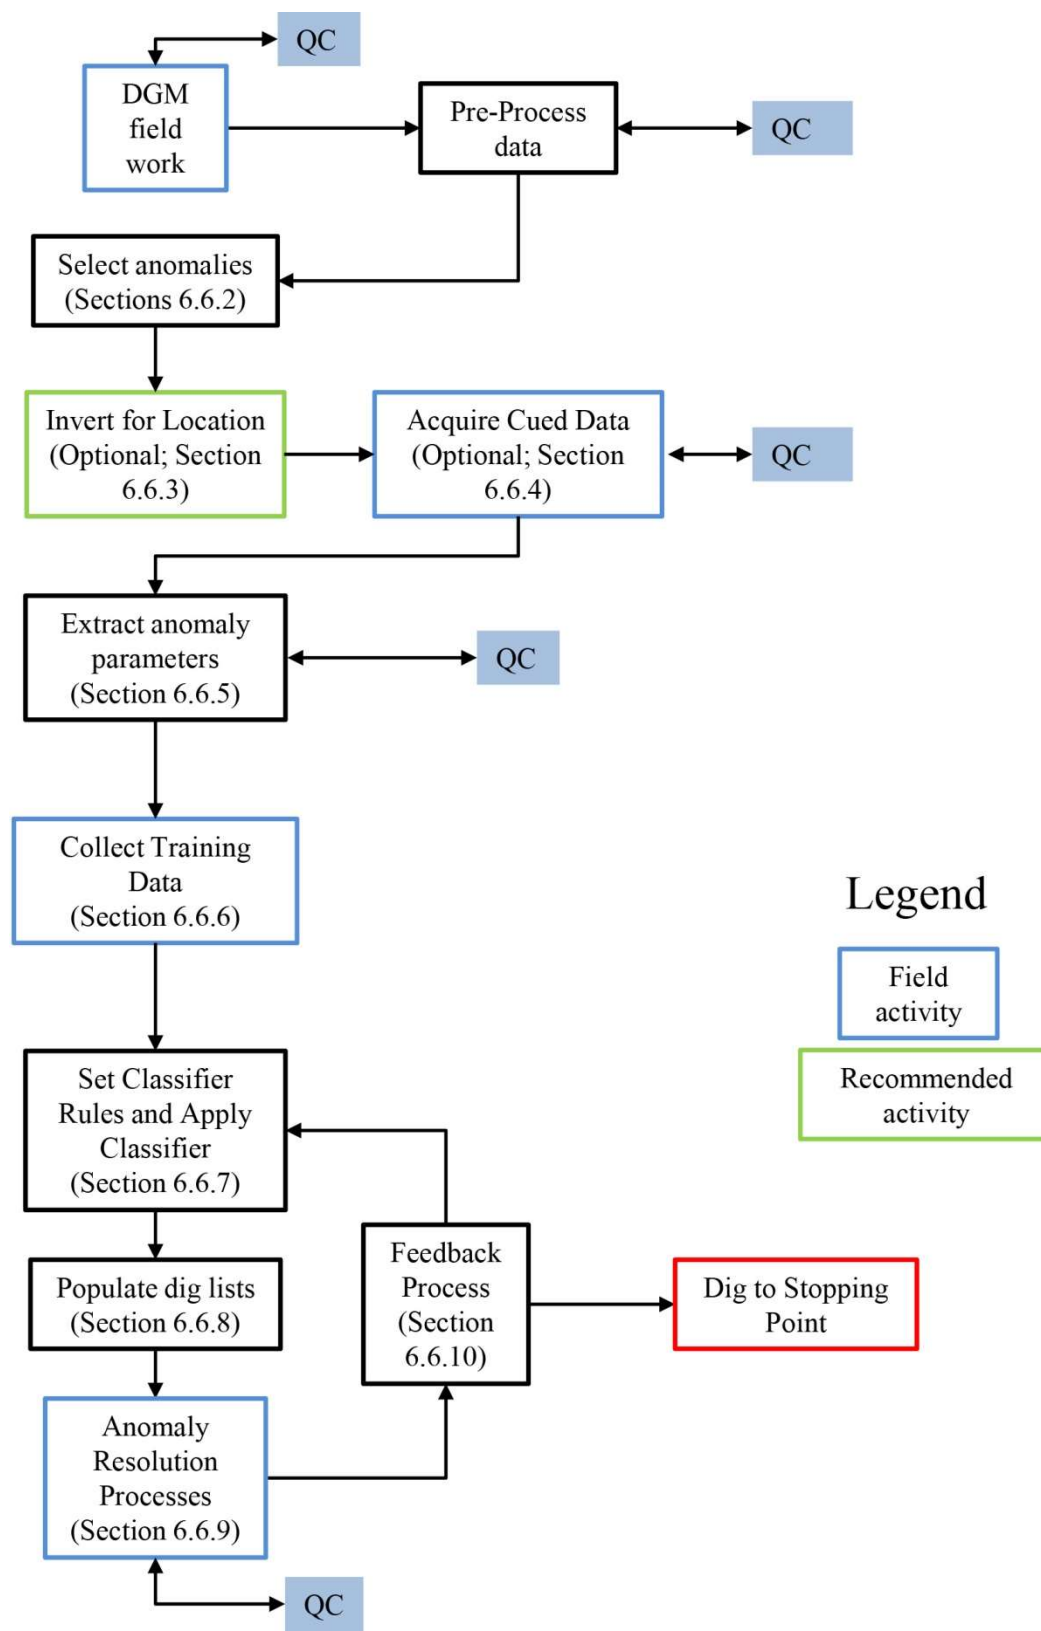 QC
DGM
field
work
Pre-Process
data
QC
Select anomalies
(Sections 6.6.2)
Invert for Location
(Optional; Section
6.6.3)
Acquire Cued Data
(Optional; Section
6.6.4)
QC
Extract anomaly
parameters
(Section 6.6.5)
QC
Collect Training
Data
(Section 6.6.6)
Legend
Field
activity
Recommended
activity
Set Classifier
Rules and Apply
Classifier
(Section 6.6.7)
Populate dig lists
(Section 6.6.8)
Feedback
Process
(Section
6.6.10)
Dig to Stopping
Point
Anomaly
Resolution
Processes
(Section 6.6.9)
QC